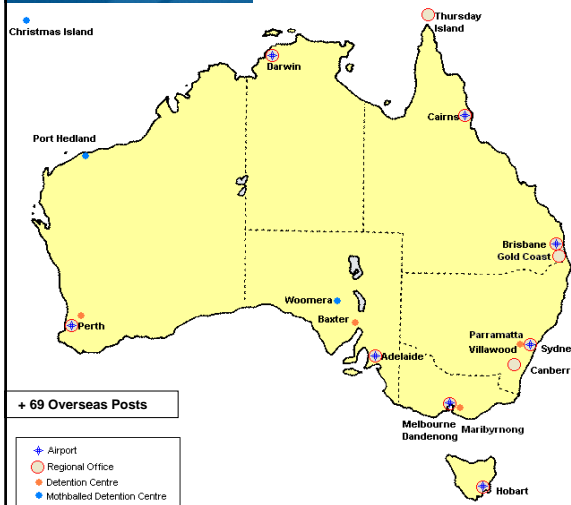 Thursday
Island
Christmas Island
Darwin
Cairns
Port Hedland
Brisbane
Gold Coast
Woomera
Baxter
Perth
Parramatta
Villawood
Sydne
Adelaide
Canberr
+ 69 Overseas Posts
Melbourne
Dandenong
Maribyrnong
Hobart
Airport
Regional Office
Detention Centre
Mothballed Detention Centre